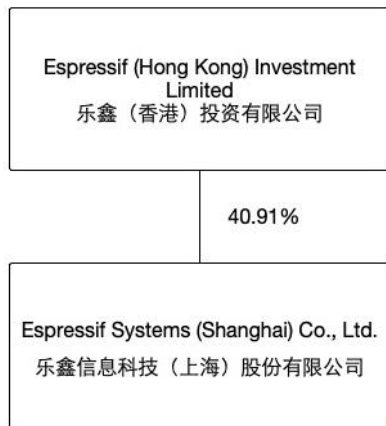 Espressif (Hong Kong) Investment
Limited
乐鑫（香港）投资有限公司
40.91%
Espressif Systems (Shanghai) Co., Ltd.
乐鑫信息科技（上海）股份有限公司